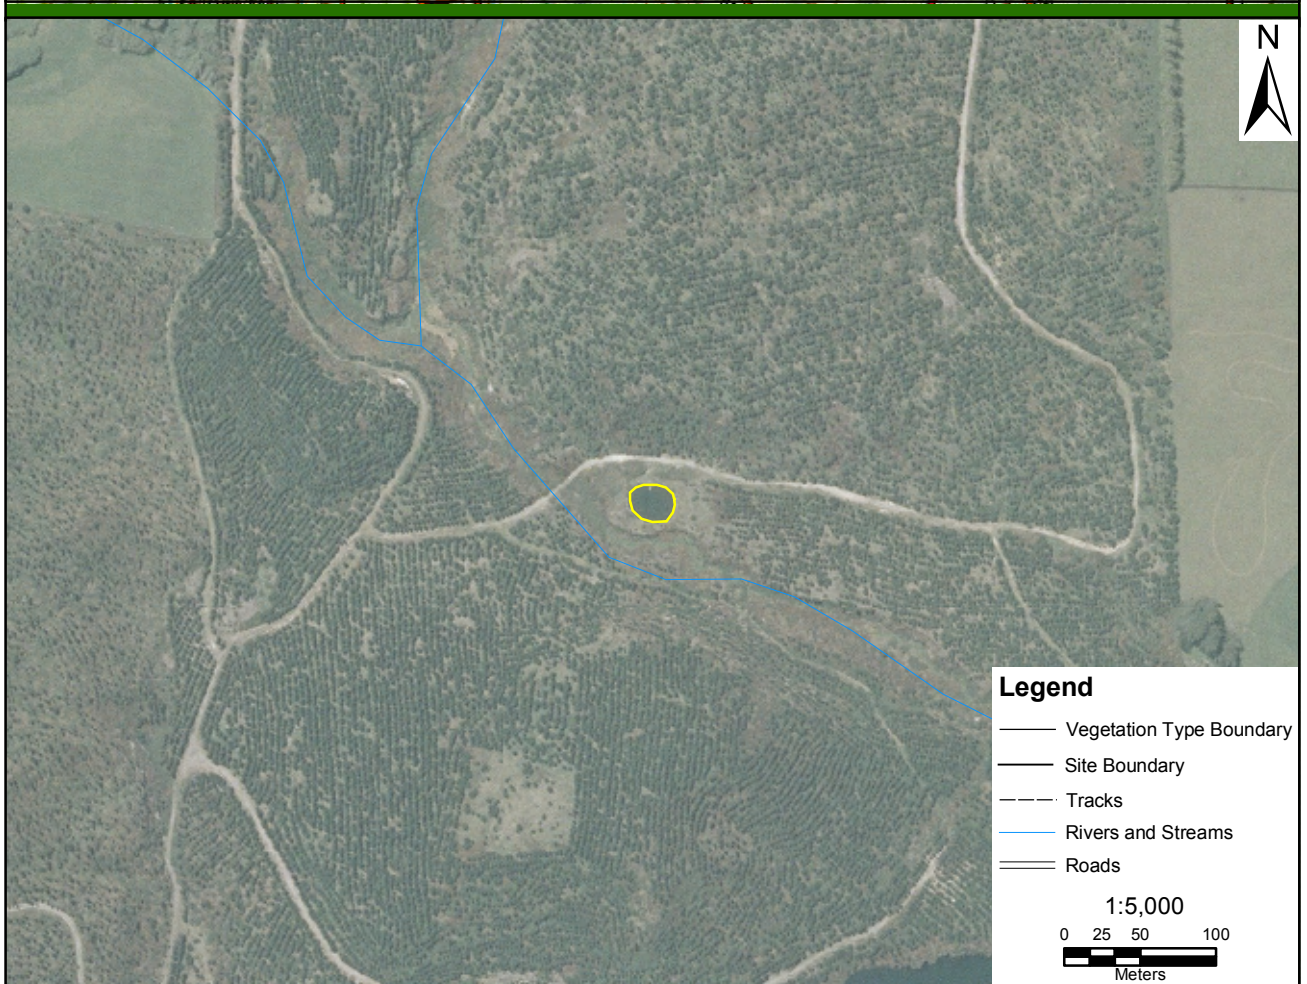 N
Legend
Vegetation Type Boundary
Site Boundary
Tracks
Rivers and Streams
Roads
1:5,000
0 25 50 100
Meters